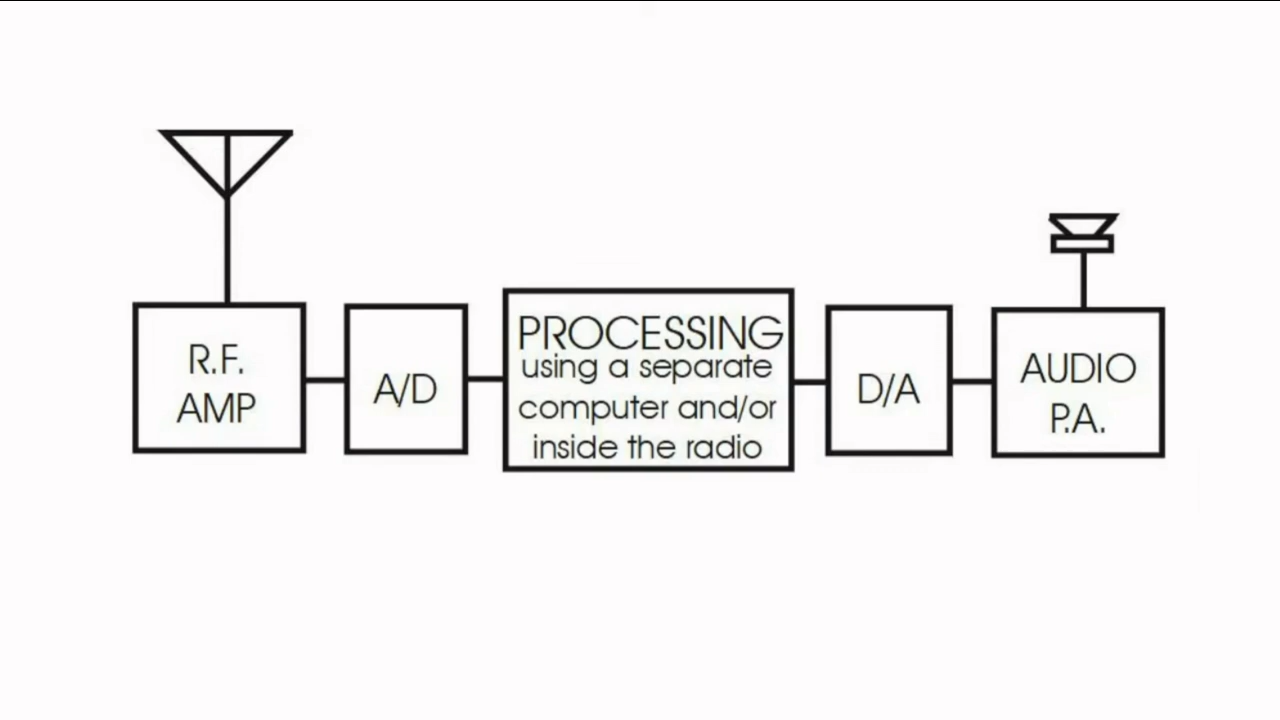 R.F.
AMP
A/D
PROCESSING
using a separate
computer and/or
inside the radio
D/A
AUDIO
P.A.